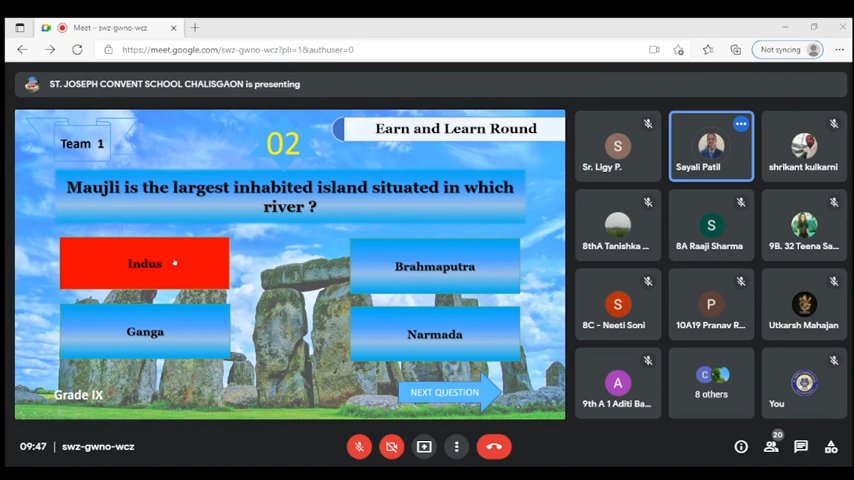 Meet – swz-gwno-wcz
https://meet.google.com/swz-gwno-wcz?pli=1&authuser=0
Not syncing
ST. JOSEPH CONVENT SCHOOL CHALISGAON is presenting
Team 1
02
Earn and Learn Round
Maujli is the largest inhabited island situated in which
river ?
Indus
Brahmaputra
Ganga
Narmada
Grade IX
NEXT QUESTION
S
Sr. Ligy P.
Sayali Patil
shrikant kulkarni
8thA Tanishka ...
S
8A Raaji Sharma
9B. 32 Teena Sa...
S
8C - Neeti Soni
P
10A19 Pranav R...
Utkarsh Mahajan
A
9th A 1 Aditi Ba...
C
8 others
You
09:47 | swz-gwno-wcz
20